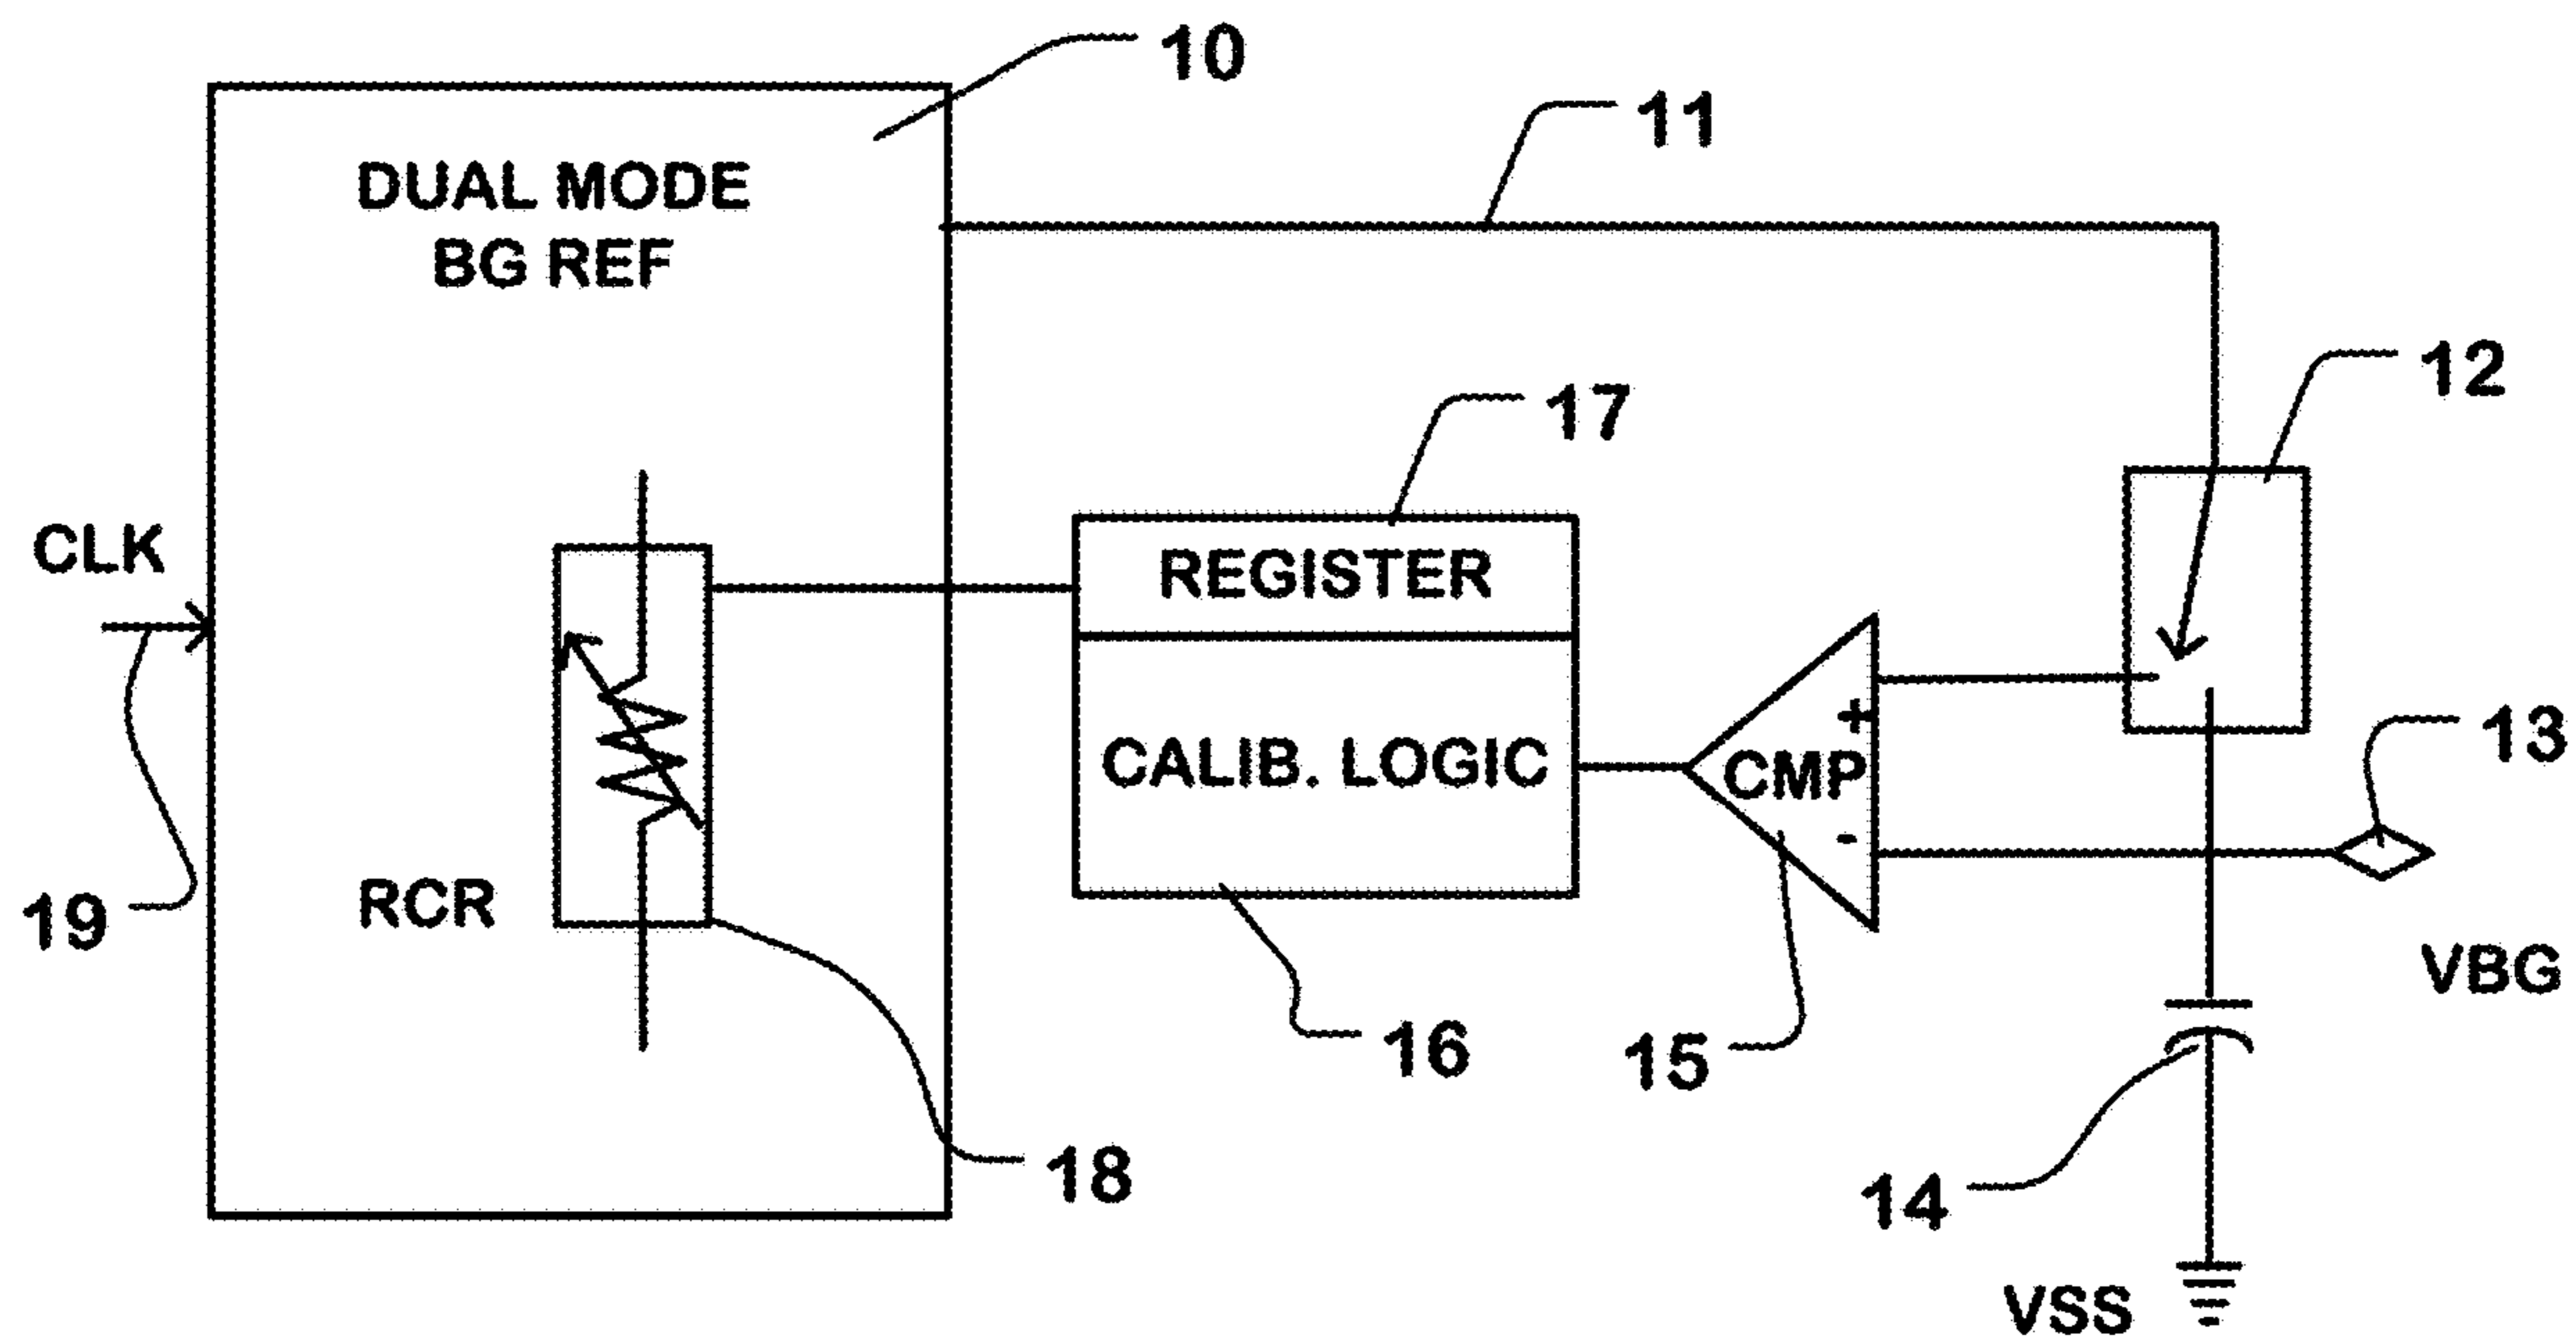 10
DUAL MODE
BG REF
11
12
17
CLK
REGISTER
CALIB. LOGIC
+
CMP
-
13
RCR
19
VBG
16
15
18
14
VSS